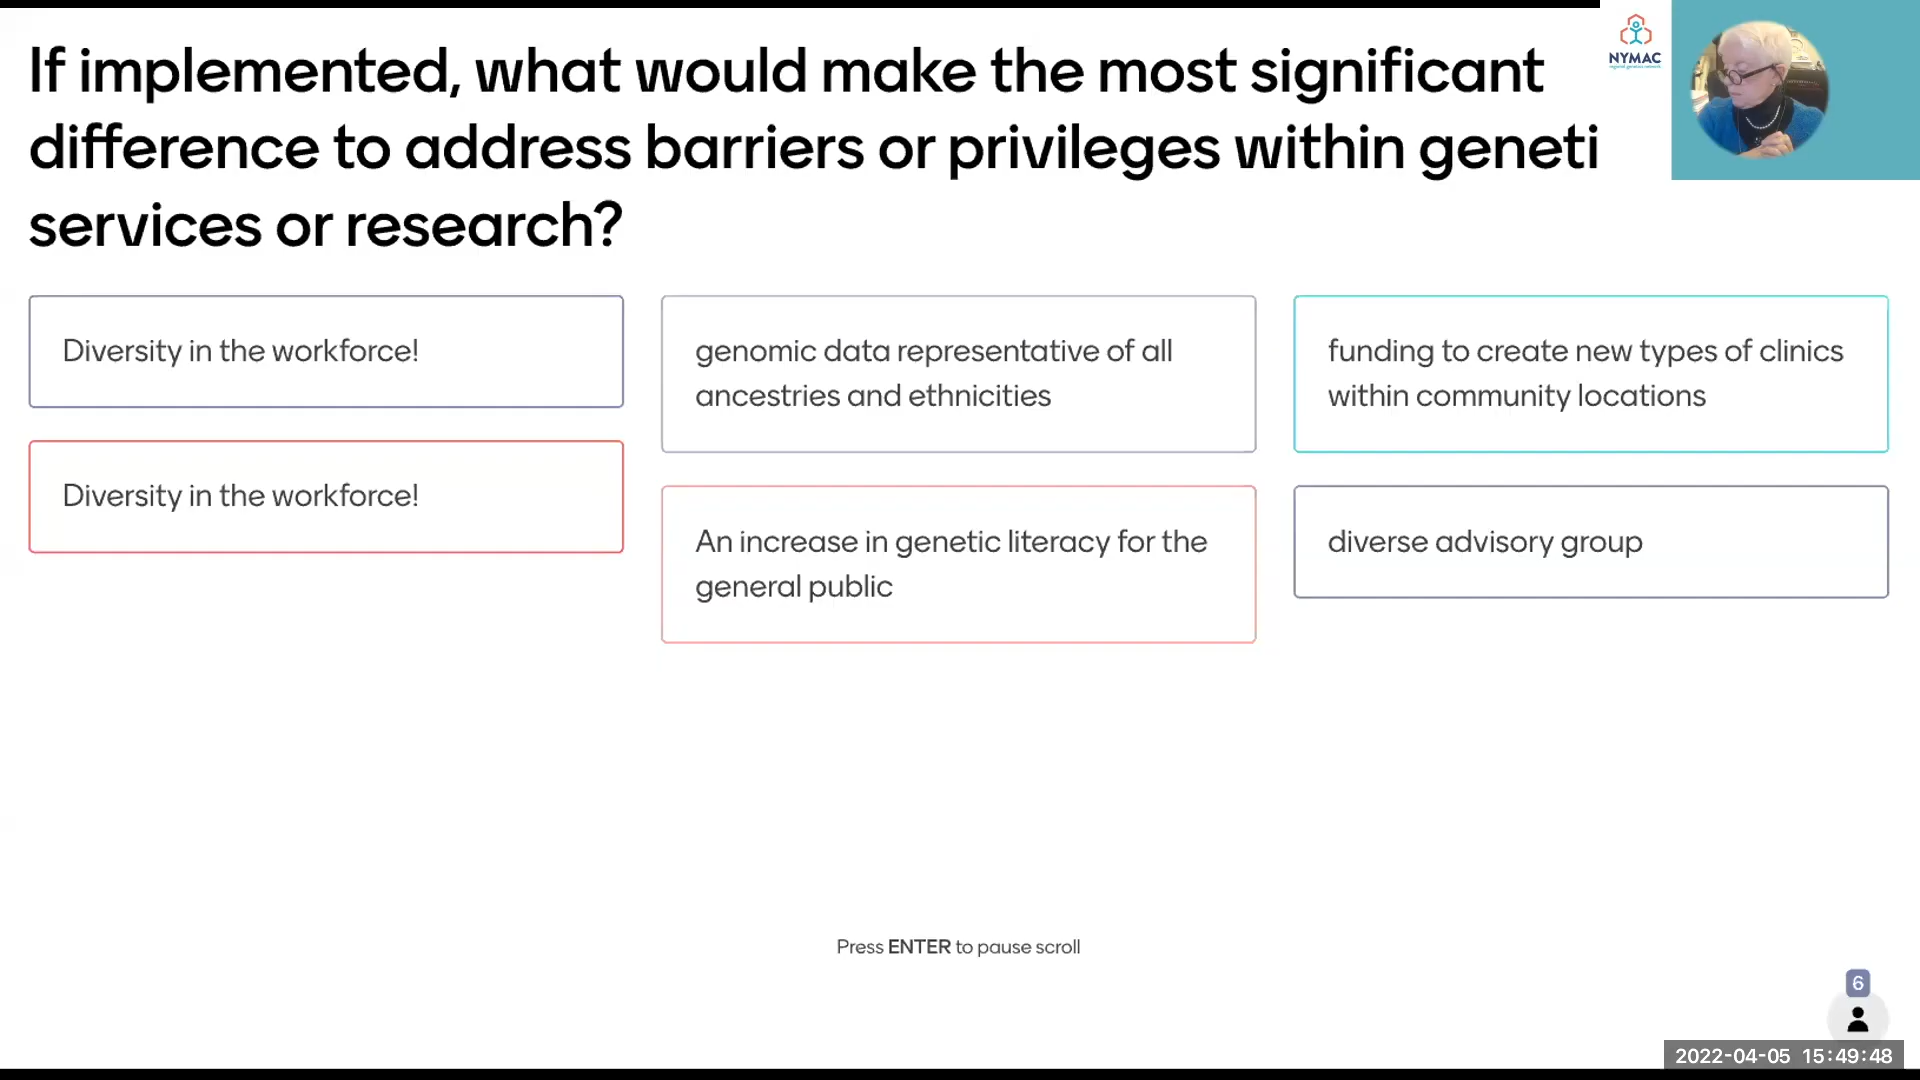 If implemented, what would make the most significant
difference to address barriers or privileges within geneti
services or research?
NYMAC
Diversity in the workforce!
Diversity in the workforce!
genomic data representative of all
ancestries and ethnicities
An increase in genetic literacy for the
general public
funding to create new types of clinics
within community locations
diverse advisory group
Press ENTER to pause scroll
6
2022-04-05 15:49:48